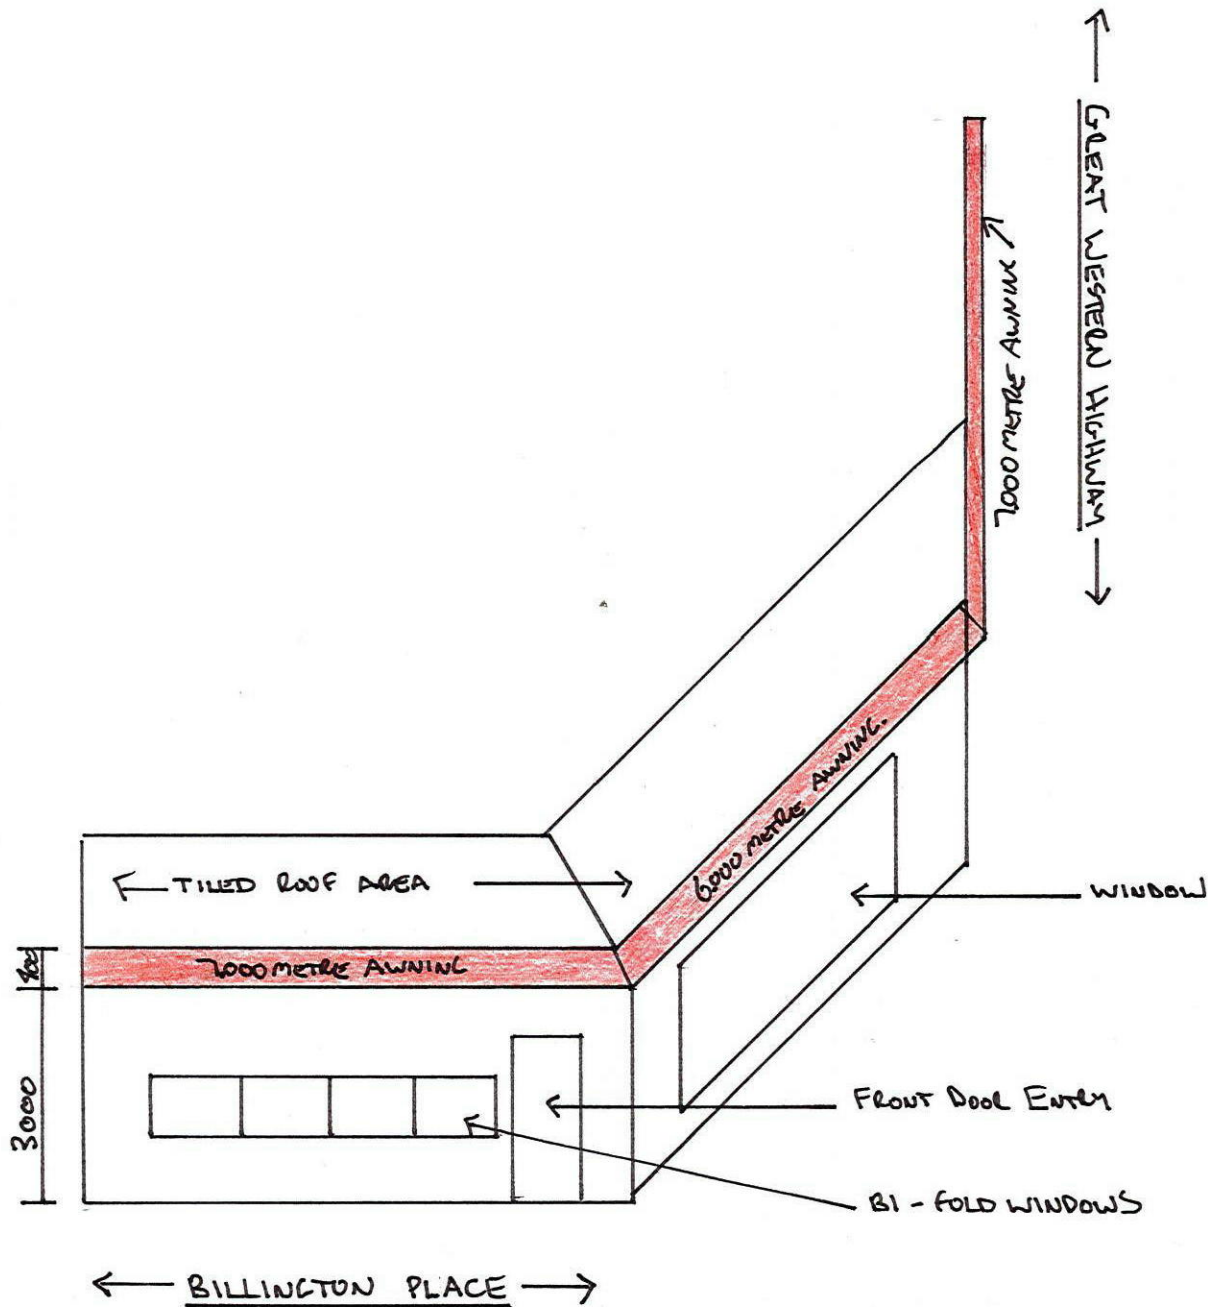 GREAT WESTERN HIGHWAY
7000 METRE AWNING
6000 METRE AWNING.
TILED ROOF AREA
WINDOW
400
7000 METRE AWNING
3000
FRONT DOOR ENTRY
BI-FOLD WINDOWS
BILLINGTON PLACE